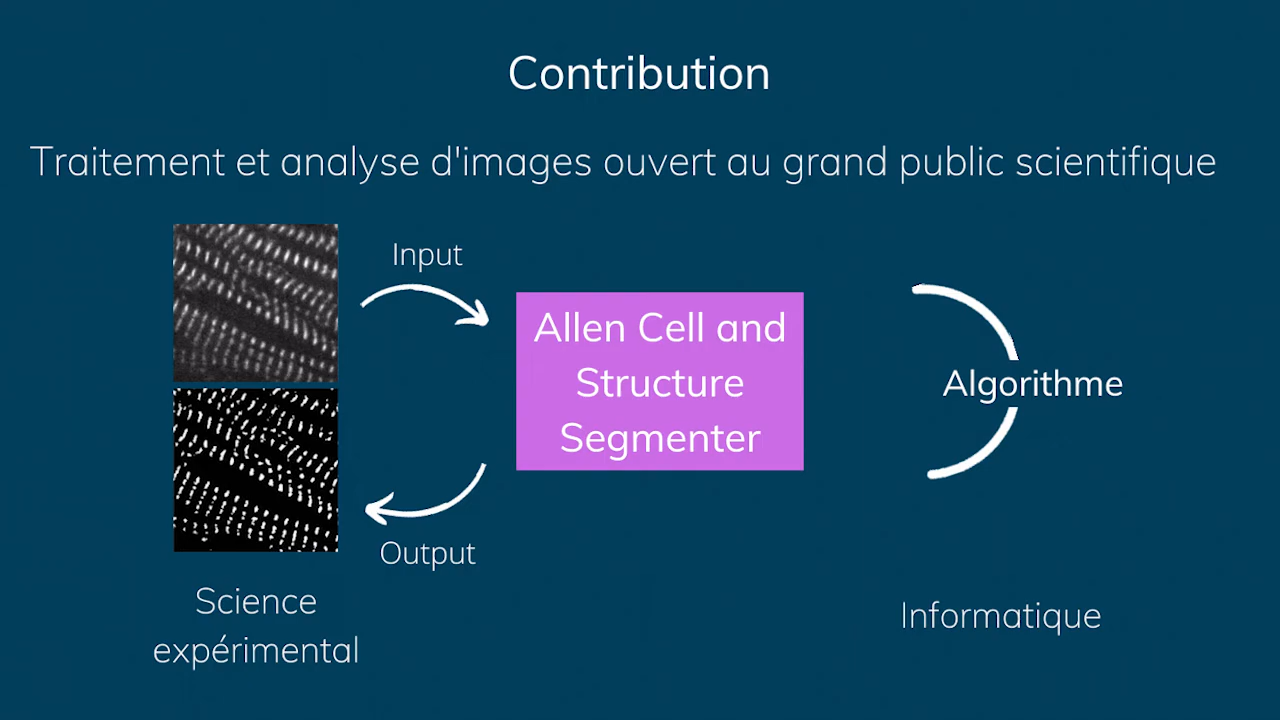 Contribution
Traitement et analyse d'images ouvert au grand public scientifique
Input
Allen Cell and
Structure
Segmenter
Algorithme
Output
Science
expérimental
Informatique